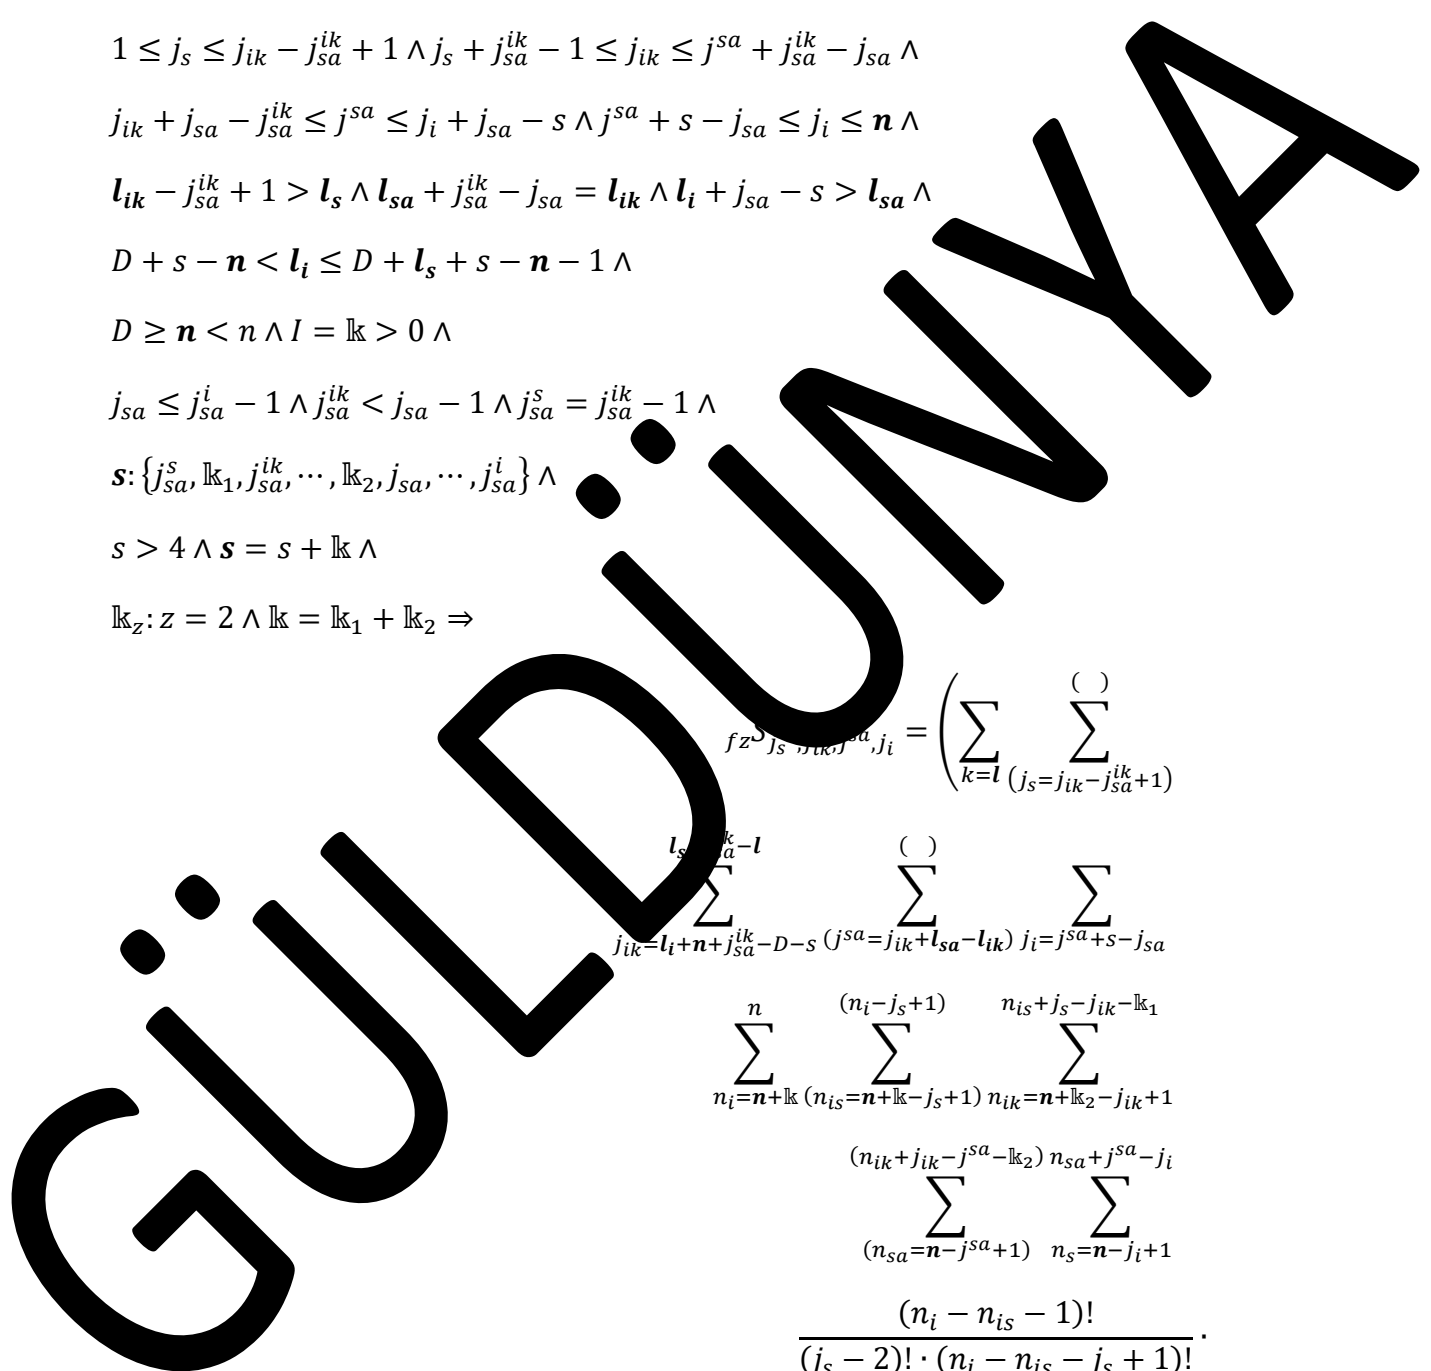 1 ≤ j_s ≤ j_{ik} − j_{sa}^{ik} + 1 ∧ j_s + j_{sa}^{ik} − 1 ≤ j_{ik} ≤ j^{sa} + j_{sa}^{ik} − j_{sa} ∧
j_{ik} + j_{sa} − j_{sa}^{ik} ≤ j^{sa} ≤ j_i + j_{sa} − s ∧ j^{sa} + s − j_{sa} ≤ j_i ≤ 𝒏 ∧
𝒍_{𝒊𝒌} − j_{sa}^{ik} + 1 > 𝒍_𝒔 ∧ 𝒍_{𝒔𝒂} + j_{sa}^{ik} − j_{sa} = 𝒍_{𝒊𝒌} ∧ 𝒍_𝒊 + j_{sa} − s > 𝒍_{𝒔𝒂} ∧
D + s − 𝒏 < 𝒍_𝒊 ≤ D + 𝒍_𝒔 + s − 𝒏 − 1 ∧
D ≥ 𝒏 < n ∧ I = 𝕜 > 0 ∧
j_{sa} ≤ j_{sa}^{i} − 1 ∧ j_{sa}^{ik} < j_{sa} − 1 ∧ j_{sa}^{s} = j_{sa}^{ik} − 1 ∧
𝒔: {j_{sa}^{s}, 𝕜_1, j_{sa}^{ik}, ⋯, 𝕜_2, j_{sa}, ⋯, j_{sa}^{i}} ∧
s > 4 ∧ 𝒔 = s + 𝕜 ∧
𝕜_z: z = 2 ∧ 𝕜 = 𝕜_1 + 𝕜_2 ⇒
= ( ∑_{k=𝒍} ∑_{(j_s=j_{ik}−j_{sa}^{ik}+1)}^{( )}
∑_{j_{ik}=𝒍_𝒊+𝒏+j_{sa}^{ik}−D−s} ∑_{(j^{sa}=j_{ik}+𝒍_{𝒔𝒂}−𝒍_{𝒊𝒌})}^{( )} ∑_{j_i=j^{sa}+s−j_{sa}}
∑_{n_i=𝒏+𝕜}^{n} ∑_{(n_{is}=𝒏+𝕜−j_s+1)}^{(n_i−j_s+1)} ∑_{n_{ik}=𝒏+𝕜_2−j_{ik}+1}^{n_{is}+j_s−j_{ik}−𝕜_1}
∑_{(n_{sa}=𝒏−j^{sa}+1)}^{(n_{ik}+j_{ik}−j^{sa}−𝕜_2)} ∑_{n_s=𝒏−j_i+1}^{n_{sa}+j^{sa}−j_i}
(n_i − n_{is} − 1)!
(j_s − 2)! · (n_i − n_{is} − j_s + 1)! ·
GÜLDÜNYA